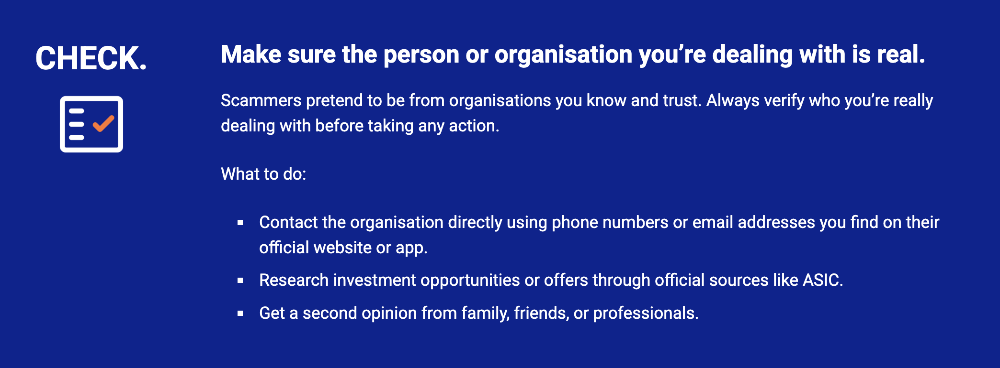 CHECK.
Make sure the person or organisation you’re dealing with is real.
Scammers pretend to be from organisations you know and trust. Always verify who you’re really
dealing with before taking any action.
What to do:
▪ Contact the organisation directly using phone numbers or email addresses you find on their
official website or app.
▪ Research investment opportunities or offers through official sources like ASIC.
▪ Get a second opinion from family, friends, or professionals.